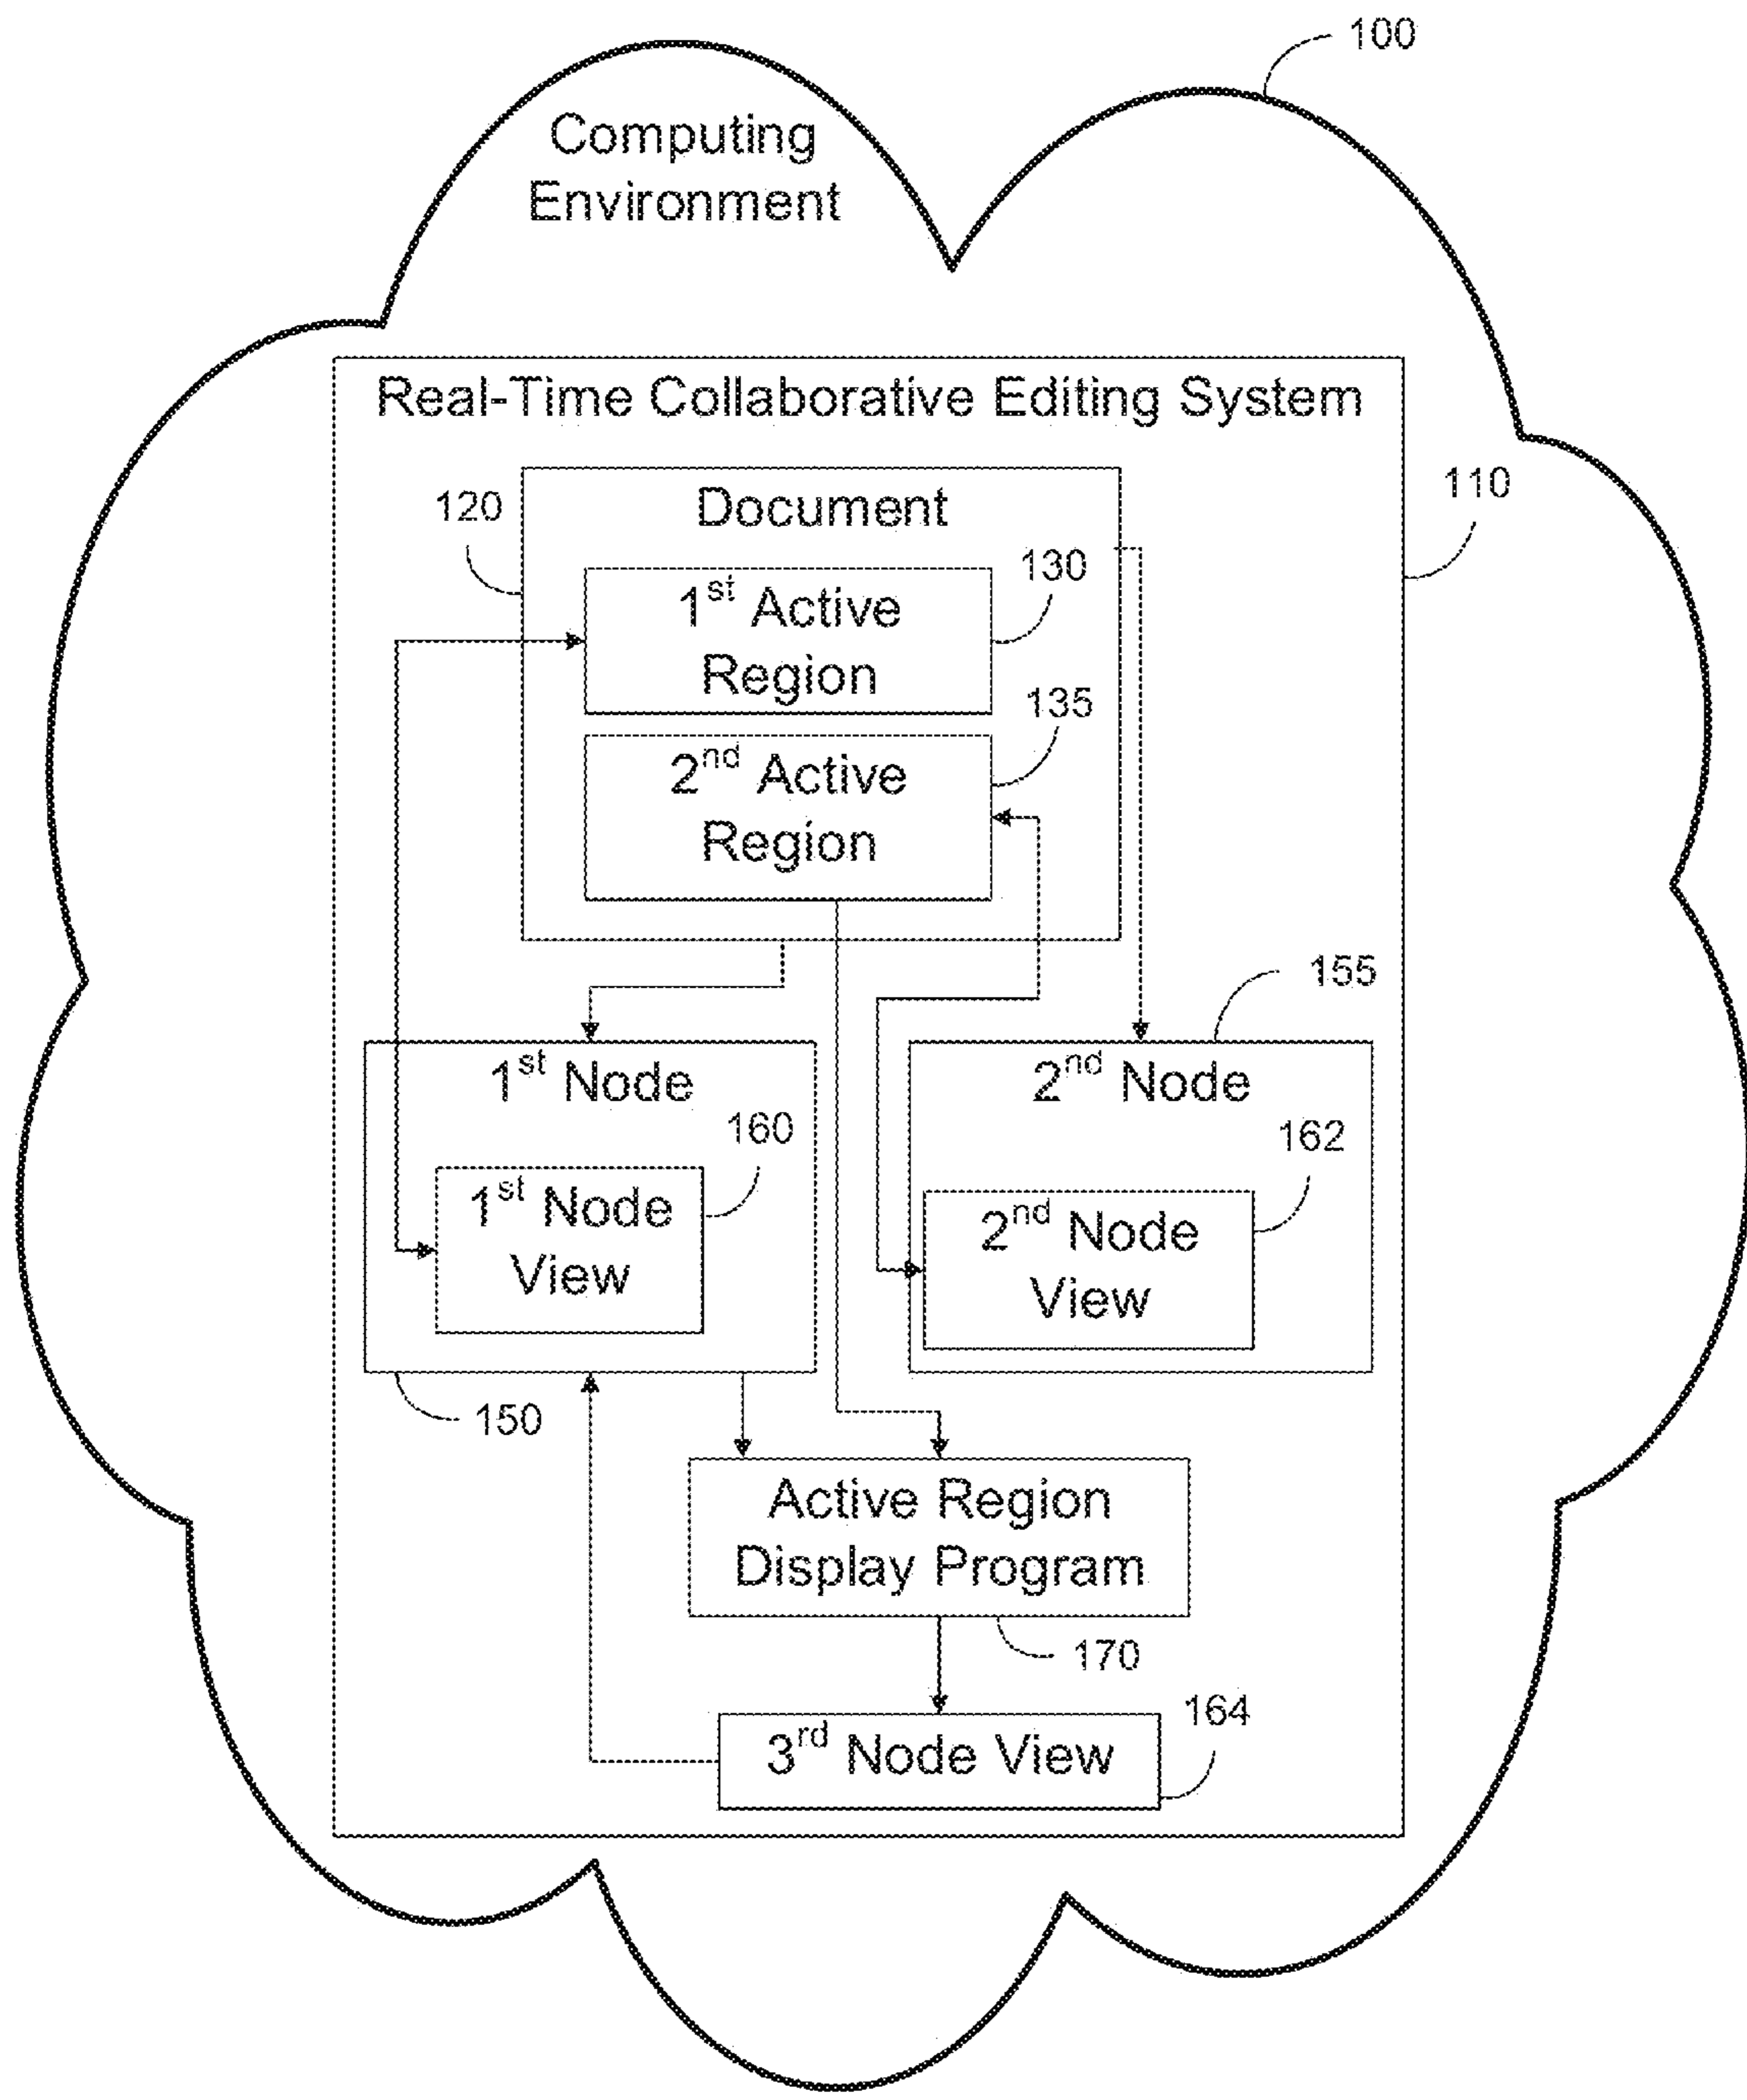 100
Computing
Environment
Real-Time Collaborative Editing System
110
120
Document
130
1st Active
Region
135
2nd Active
Region
155
1st Node
2nd Node
160
162
1st Node
View
2nd Node
View
150
Active Region
Display Program
170
164
3rd Node View